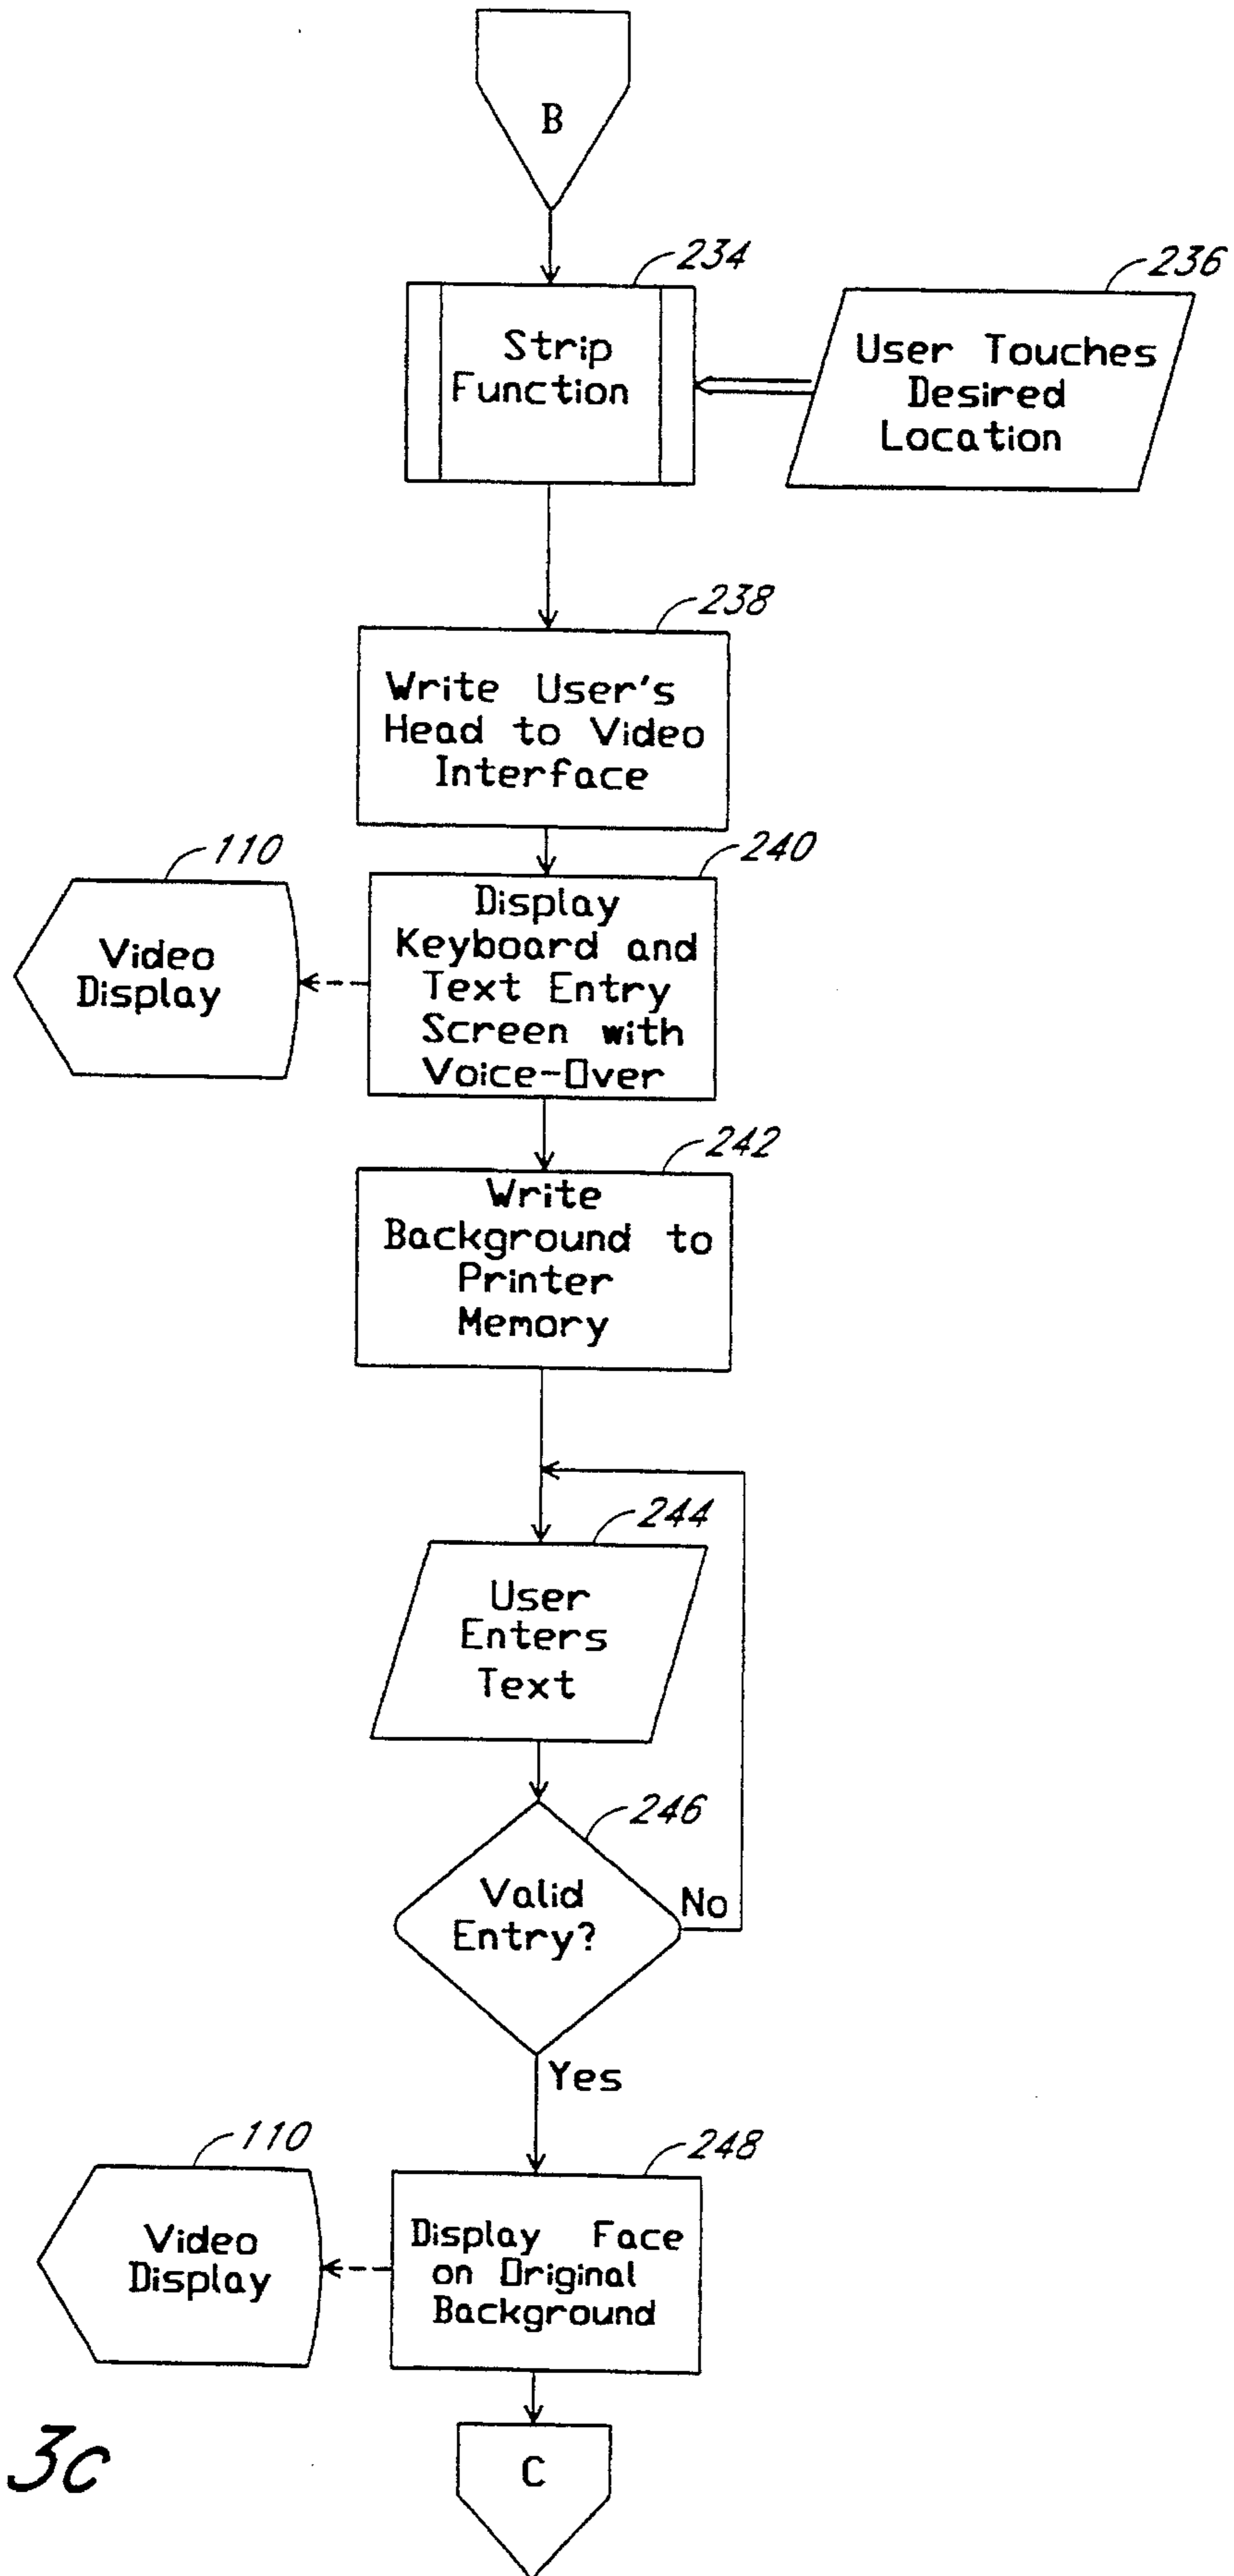 B
234
Strip
Function
236
User Touches
Desired
Location
238
Write User's
Head to Video
Interface
110
Video
Display
240
Display
Keyboard and
Text Entry
Screen with
Voice-Over
242
Write
Background to
Printer
Memory
244
User
Enters
Text
246
Valid
Entry?
No
Yes
110
Video
Display
248
Display Face
on Original
Background
C
3c